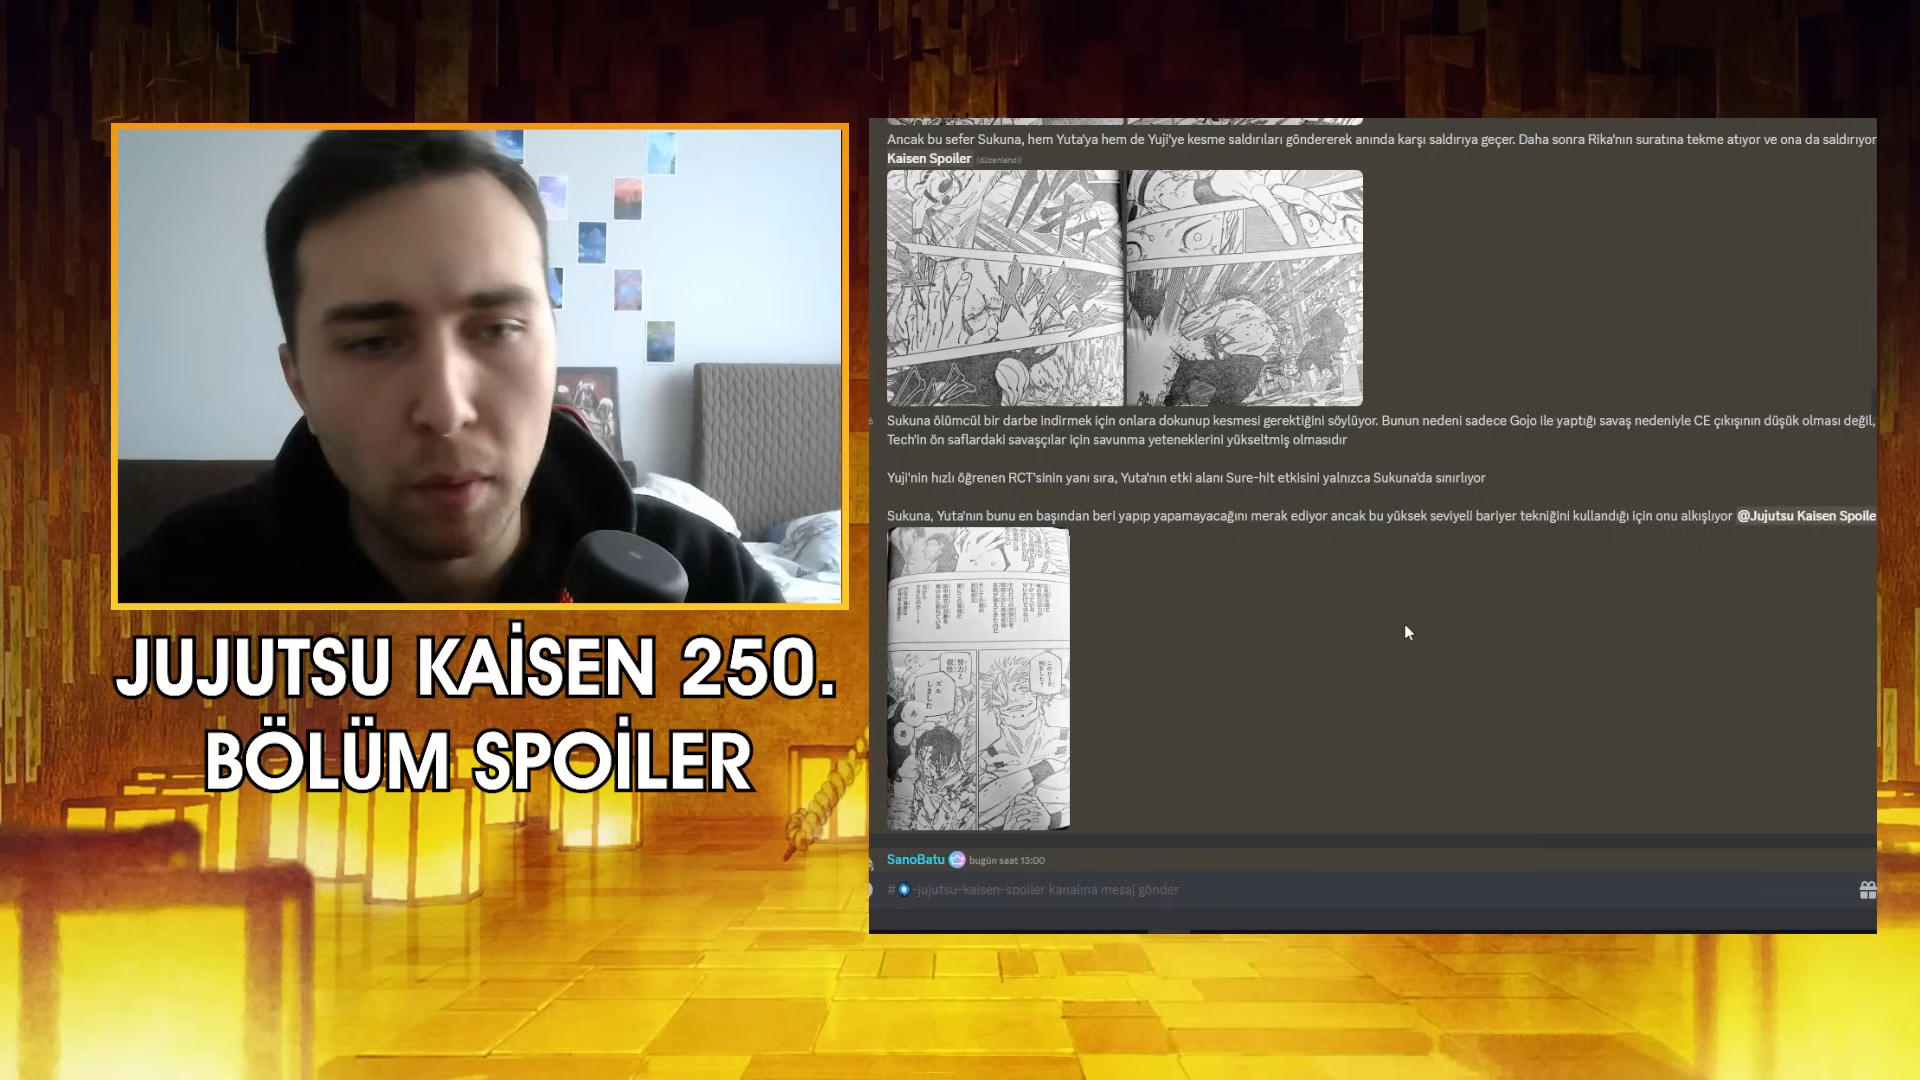 Ancak bu sefer Sukuna, hem Yuta'ya hem de Yuji'ye kesme saldırıları göndererek anında karşı saldırıya geçer. Daha sonra Rika'nın suratına tekme atıyor ve ona da saldırıyor
Kaisen Spoiler (düzenlendi)
Sukuna ölümcül bir darbe indirmek için onlara dokunup kesmesi gerektiğini söylüyor. Bunun nedeni sadece Gojo ile yaptığı savaş nedeniyle CE çıkışının düşük olması değil,
Tech'in ön saflardaki savaşçılar için savunma yeteneklerini yükseltmiş olmasıdır
Yuji'nin hızlı öğrenen RCT'sinin yanı sıra, Yuta'nın etki alanı Sure-hit etkisini yalnızca Sukuna'da sınırlıyor
Sukuna, Yuta'nın bunu en başından beri yapıp yapamayacağını merak ediyor ancak bu yüksek seviyeli bariyer tekniğini kullandığı için onu alkışlıyor @Jujutsu Kaisen Spoile
JUJUTSU KAİSEN 250.
BÖLÜM SPOİLER
SanoBatu bugün saat 13:00
#-jujutsu-kaisen-spoiler kanalına mesaj gönder